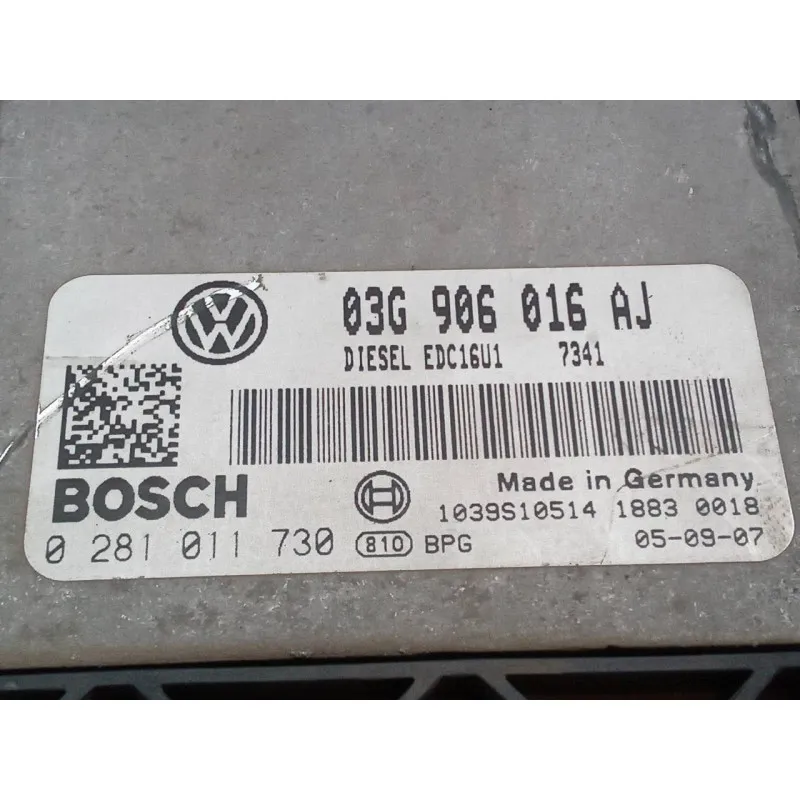 03G 906 016 AJ
DIESEL EDC16U1 7341
BOSCH
Made in Germany
1039S10514 1883 0018
0 281 011 730 810 BPG 05-09-07